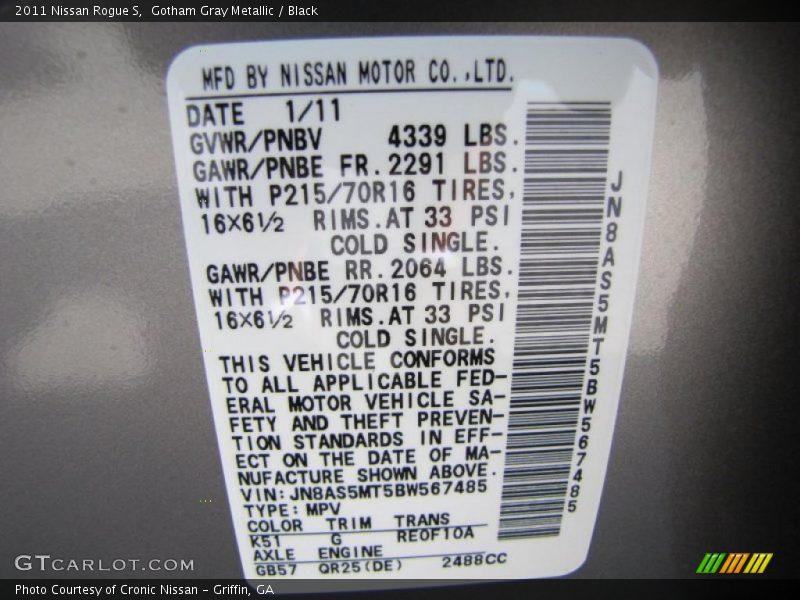 2011 Nissan Rogue S,  Gotham Gray Metallic / Black
MFD BY NISSAN MOTOR CO.,LTD.
DATE 1/11
GVWR/PNBV 4339 LBS.
GAWR/PNBE FR. 2291 LBS.
WITH P215/70R16 TIRES,
16X6½ RIMS. AT 33 PSI
COLD SINGLE.
GAWR/PNBE RR. 2064 LBS.
WITH P215/70R16 TIRES,
16X6½ RIMS. AT 33 PSI
COLD SINGLE.
THIS VEHICLE CONFORMS
TO ALL APPLICABLE FED-
ERAL MOTOR VEHICLE SA-
FETY AND THEFT PREVEN-
TION STANDARDS IN EFF-
ECT ON THE DATE OF MA-
NUFACTURE SHOWN ABOVE.
VIN: JN8AS5MT5BW567485
TYPE: MPV
COLOR TRIM TRANS
K51 G RE0F10A
AXLE ENGINE
GB57 QR25(DE) 2488CC
JN8AS5MT5BW567485
GTCARLOT.COM
Photo Courtesy of Cronic Nissan - Griffin, GA